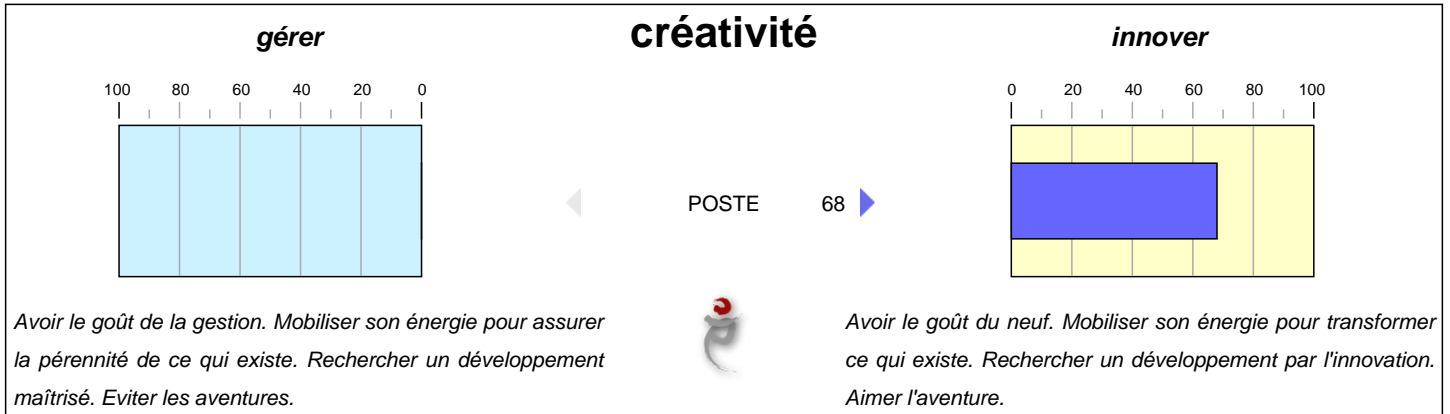 gérer
créativité
innover
100 80 60 40 20 0
0 20 40 60 80 100
POSTE 68
Avoir le goût de la gestion. Mobiliser son énergie pour assurer
la pérennité de ce qui existe. Rechercher un développement
maîtrisé. Eviter les aventures.
Avoir le goût du neuf. Mobiliser son énergie pour transformer
ce qui existe. Rechercher un développement par l'innovation.
Aimer l'aventure.